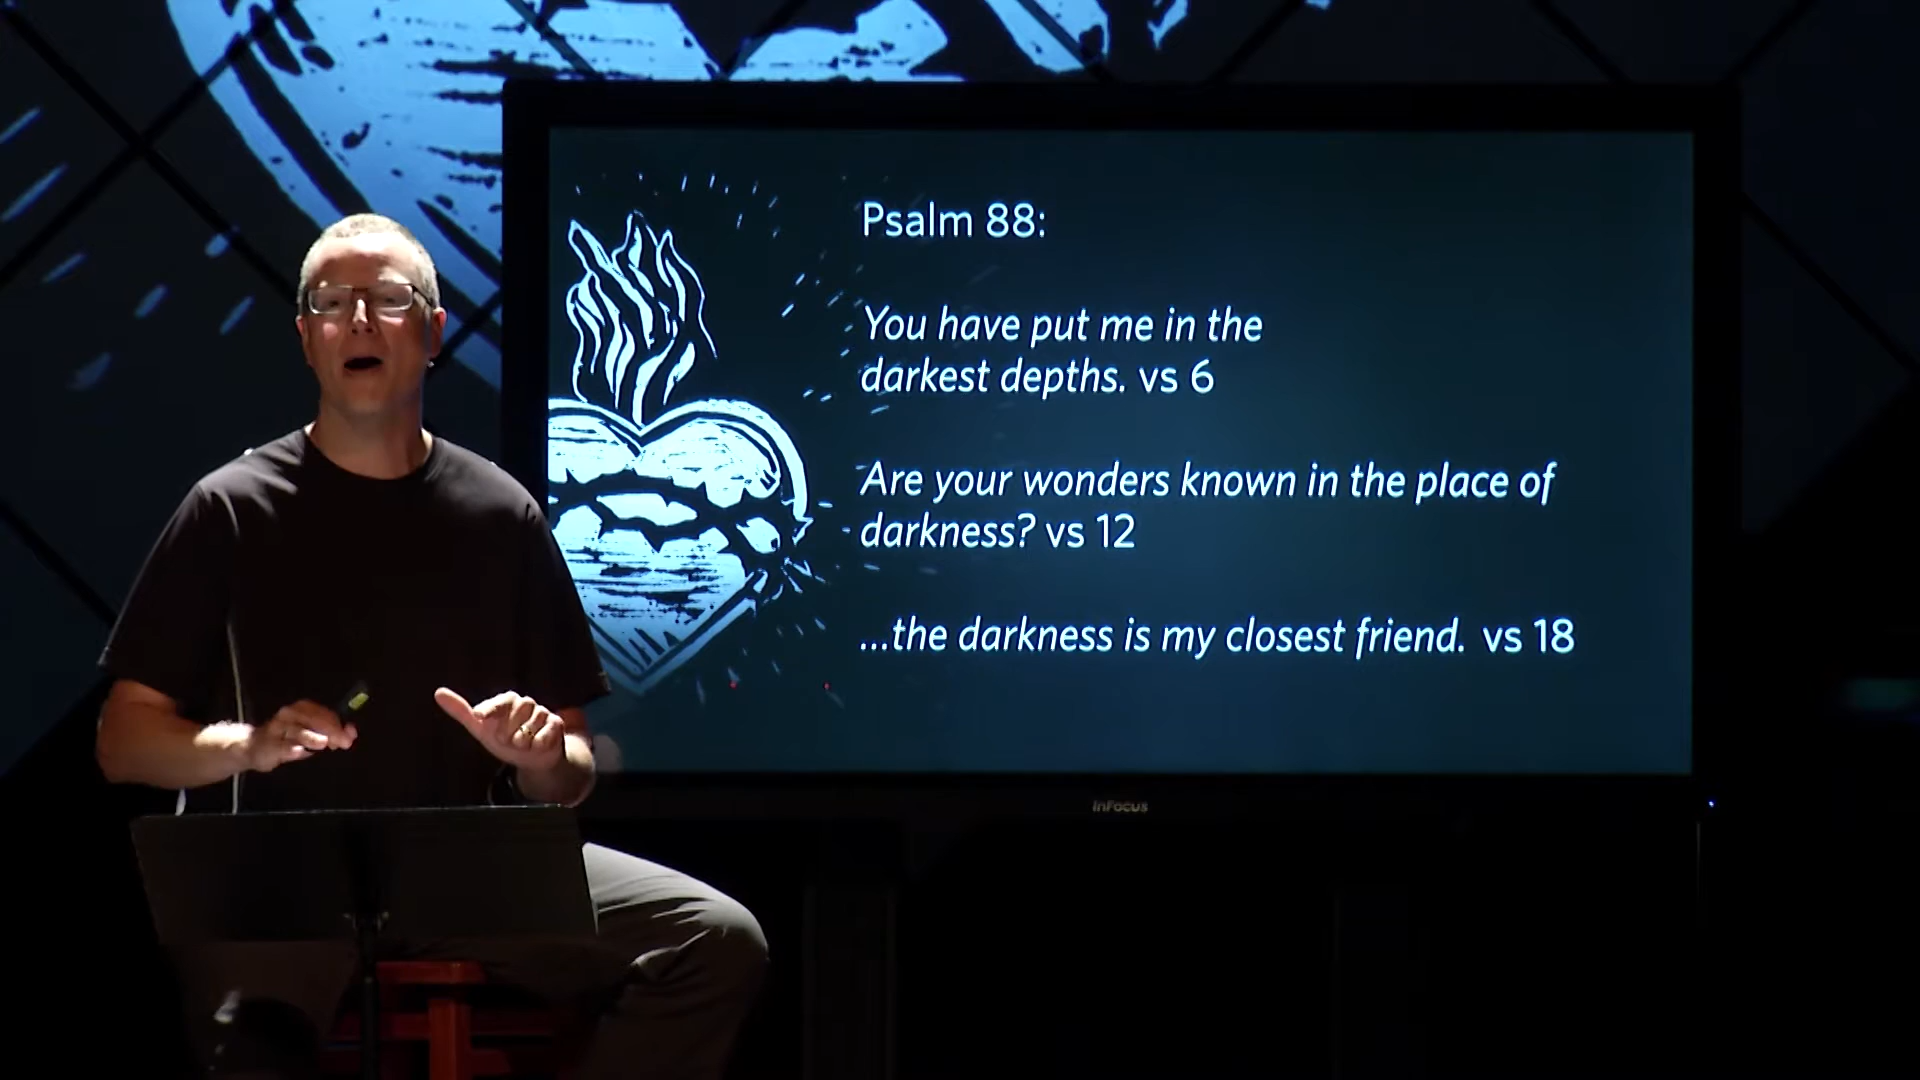 Psalm 88:
You have put me in the
darkest depths. vs 6
Are your wonders known in the place of
darkness? vs 12
...the darkness is my closest friend. vs 18
InFocus